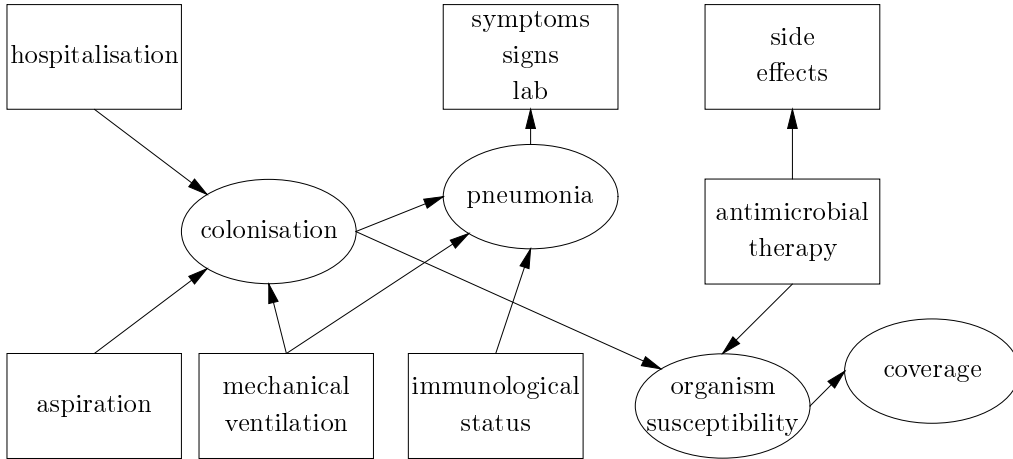 hospitalisation
symptoms
signs
lab
side
effects
colonisation
pneumonia
antimicrobial
therapy
aspiration
mechanical
ventilation
immunological
status
organism
susceptibility
coverage